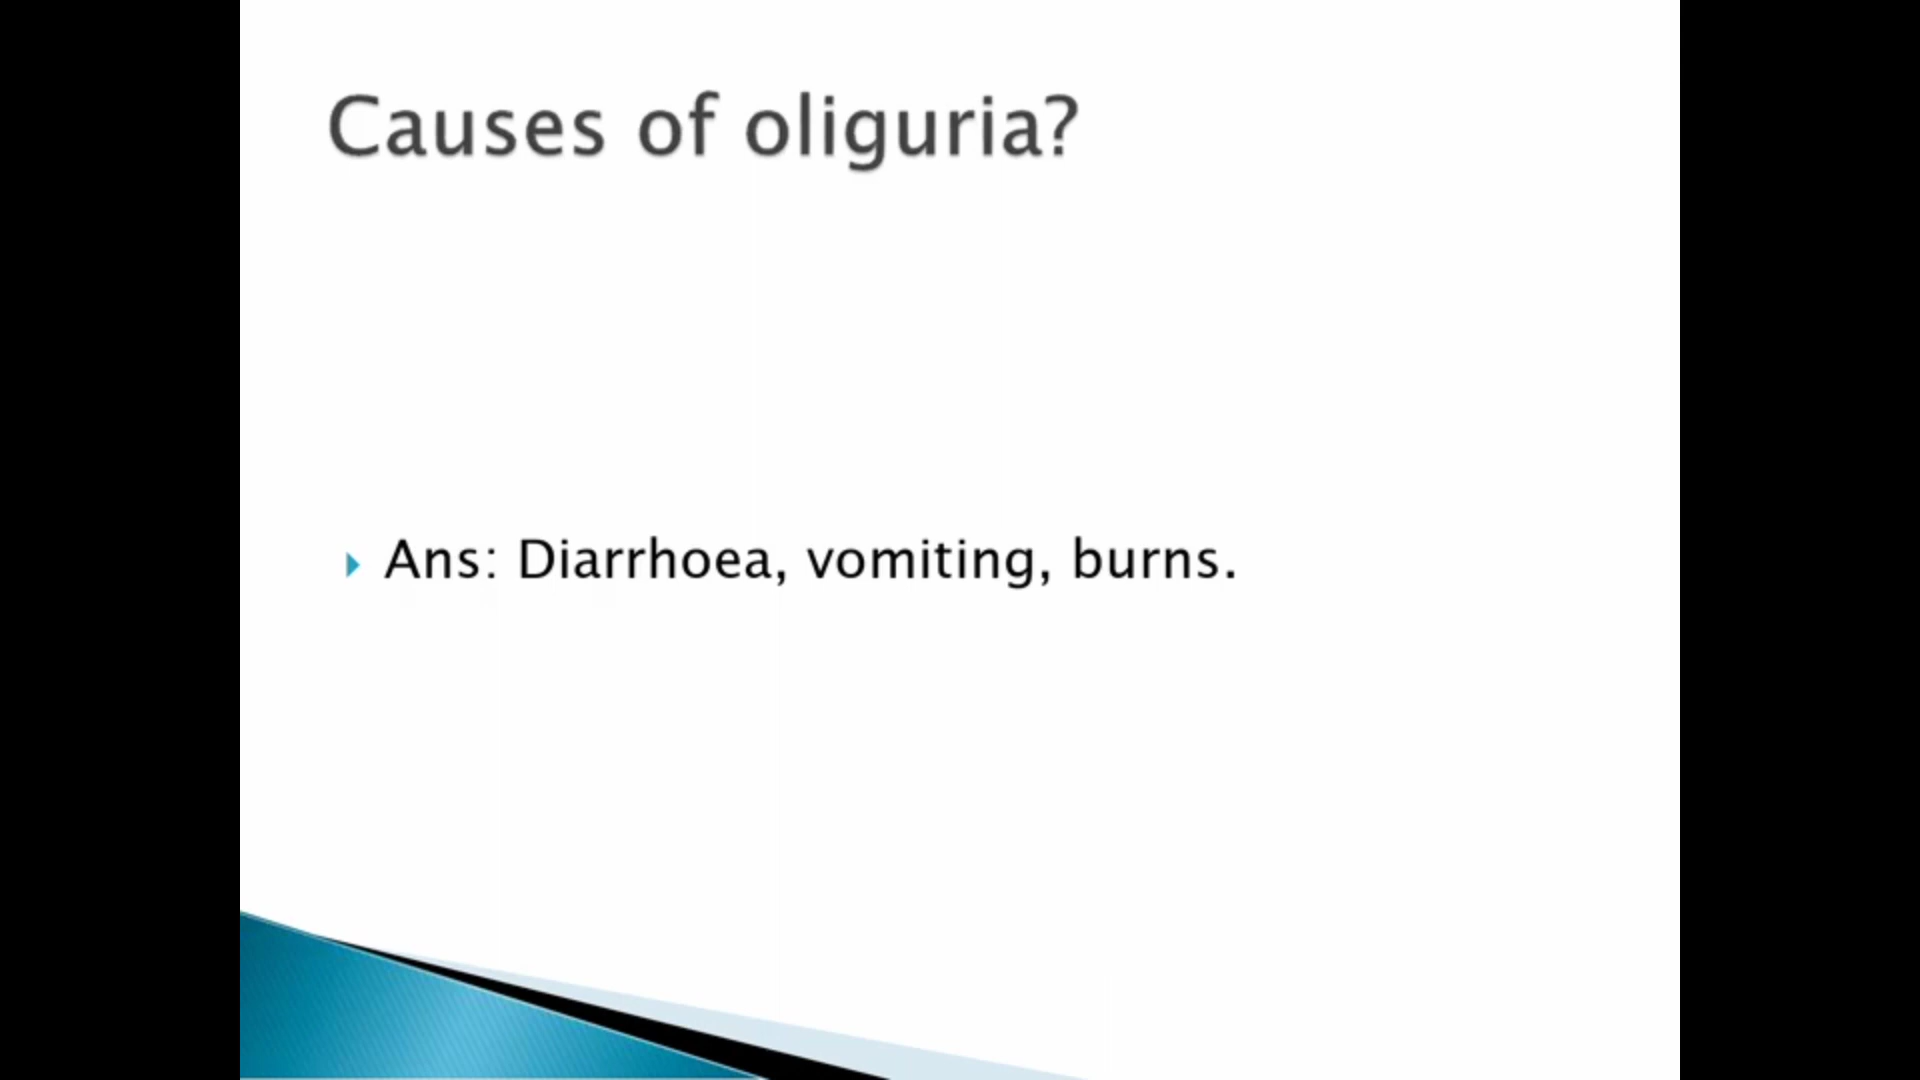 Causes of oliguria?
Ans: Diarrhoea, vomiting, burns.